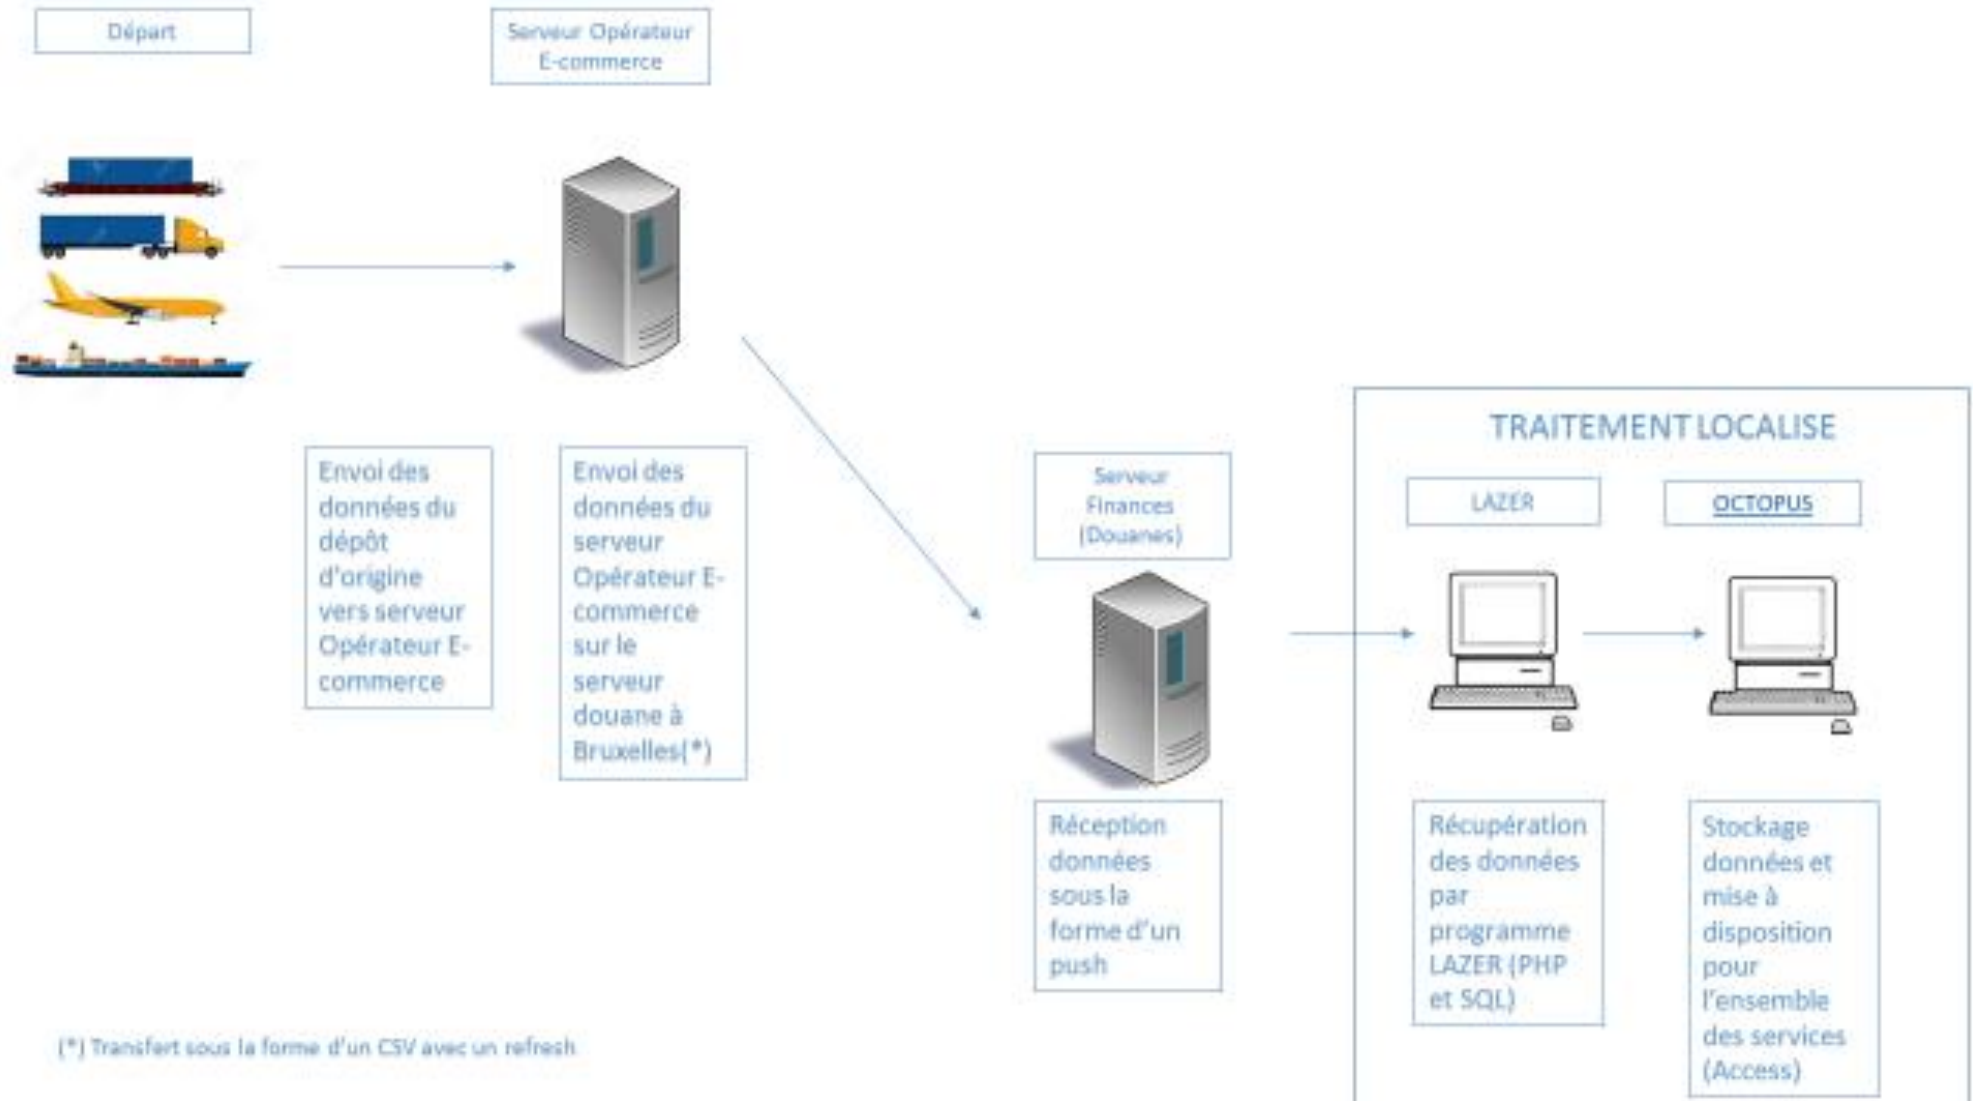 Départ
Serveur Opérateur
E-commerce
Envoi des
données du
dépôt
d'origine
vers serveur
Opérateur E-
commerce
Envoi des
données du
serveur
Opérateur E-
commerce
sur le
serveur
douane à
Bruxelles(*)
Serveur
Finances
(Douanes)
Réception
données
sous la
forme d'un
push
TRAITEMENT LOCALISE
LAZER
OCTOPUS
Récupération
des données
par
programme
LAZER (PHP
et SQL)
Stockage
données et
mise à
disposition
pour
l'ensemble
des services
(Access)
(*) Transfert sous la forme d'un CSV avec un refresh